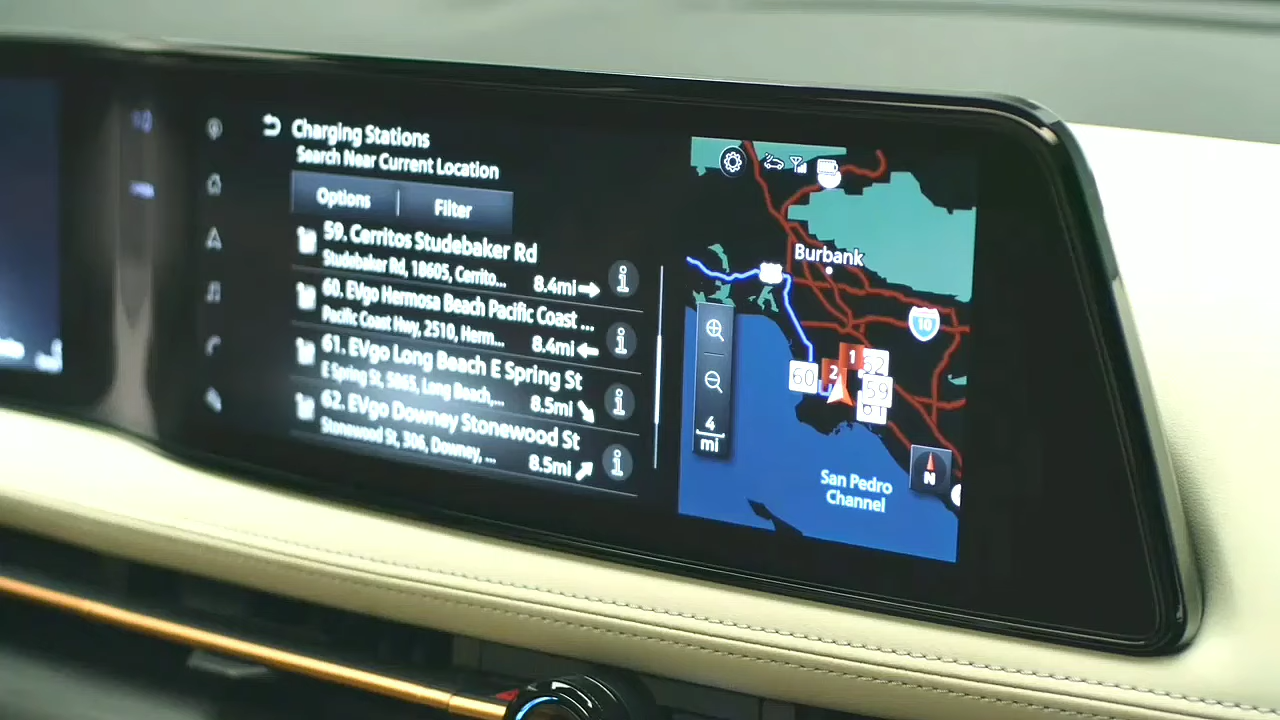 Charging Stations
Search Near Current Location
Options
Filter
59. Cerritos Studebaker Rd
Studebaker Rd, 18605, Cerrito...
8.4mi
60. EVgo Hermosa Beach Pacific Coast ...
Pacific Coast Hwy, 2510, Herm...
8.4mi
61. EVgo Long Beach E Spring St
E Spring St, 5865, Long Beach,...
8.5mi
62. EVgo Downey Stonewood St
Stonewood St, 306, Downey, ...
8.5mi
Burbank
10
1
62
2
60
59
61
4
mi
N
San Pedro
Channel